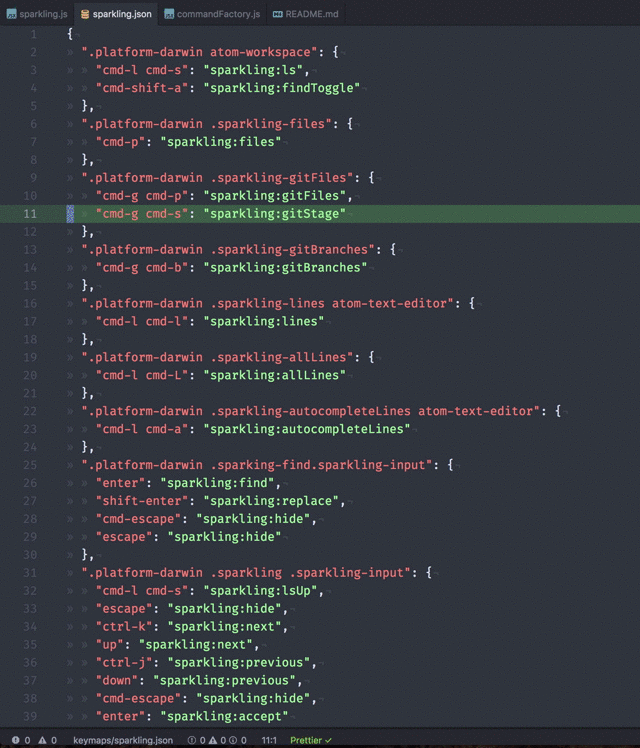 sparkling.js sparkling.json commandFactory.js README.md
1 {
2 ".platform-darwin atom-workspace": {
3 "cmd-l cmd-s": "sparkling:ls",
4 "cmd-shift-a": "sparkling:findToggle"
5 },
6 ".platform-darwin .sparkling-files": {
7 "cmd-p": "sparkling:files"
8 },
9 ".platform-darwin .sparkling-gitFiles": {
10 "cmd-g cmd-p": "sparkling:gitFiles",
11 "cmd-g cmd-s": "sparkling:gitStage"
12 },
13 ".platform-darwin .sparkling-gitBranches": {
14 "cmd-g cmd-b": "sparkling:gitBranches"
15 },
16 ".platform-darwin .sparkling-lines atom-text-editor": {
17 "cmd-l cmd-l": "sparkling:lines"
18 },
19 ".platform-darwin .sparkling-allLines": {
20 "cmd-l cmd-L": "sparkling:allLines"
21 },
22 ".platform-darwin .sparkling-autocompleteLines atom-text-editor": {
23 "cmd-l cmd-a": "sparkling:autocompleteLines"
24 },
25 ".platform-darwin .sparking-find.sparkling-input": {
26 "enter": "sparkling:find",
27 "shift-enter": "sparkling:replace",
28 "cmd-escape": "sparkling:hide",
29 "escape": "sparkling:hide"
30 },
31 ".platform-darwin .sparkling .sparkling-input": {
32 "cmd-l cmd-s": "sparkling:lsUp",
33 "escape": "sparkling:hide",
34 "ctrl-k": "sparkling:next",
35 "up": "sparkling:next",
36 "ctrl-j": "sparkling:previous",
37 "down": "sparkling:previous",
38 "cmd-escape": "sparkling:hide",
39 "enter": "sparkling:accept"
0 0 keymaps/sparkling.json 0 0 0 11:1 Prettier ✓